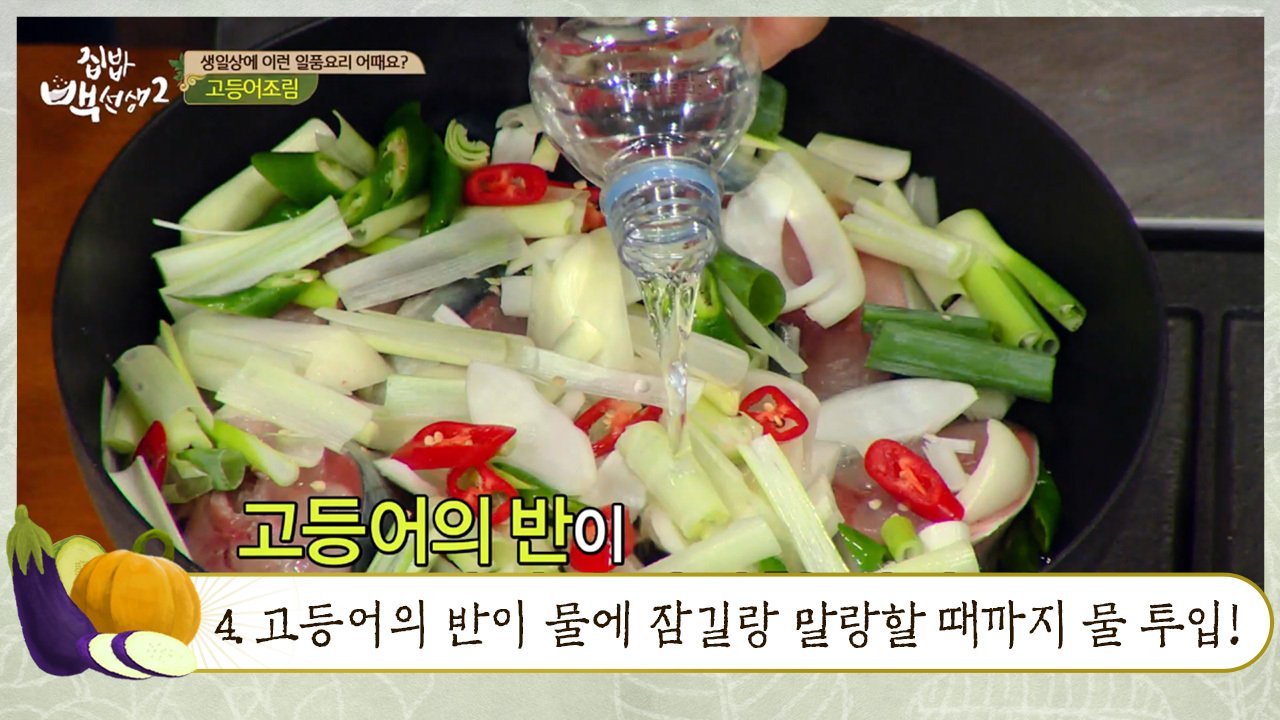 집밥
백선생2
생일상에 이런 일품요리 어때요?
고등어조림
고등어의 반이
4. 고등어의 반이 물에 잠길랑 말랑할 때까지 물 투입!